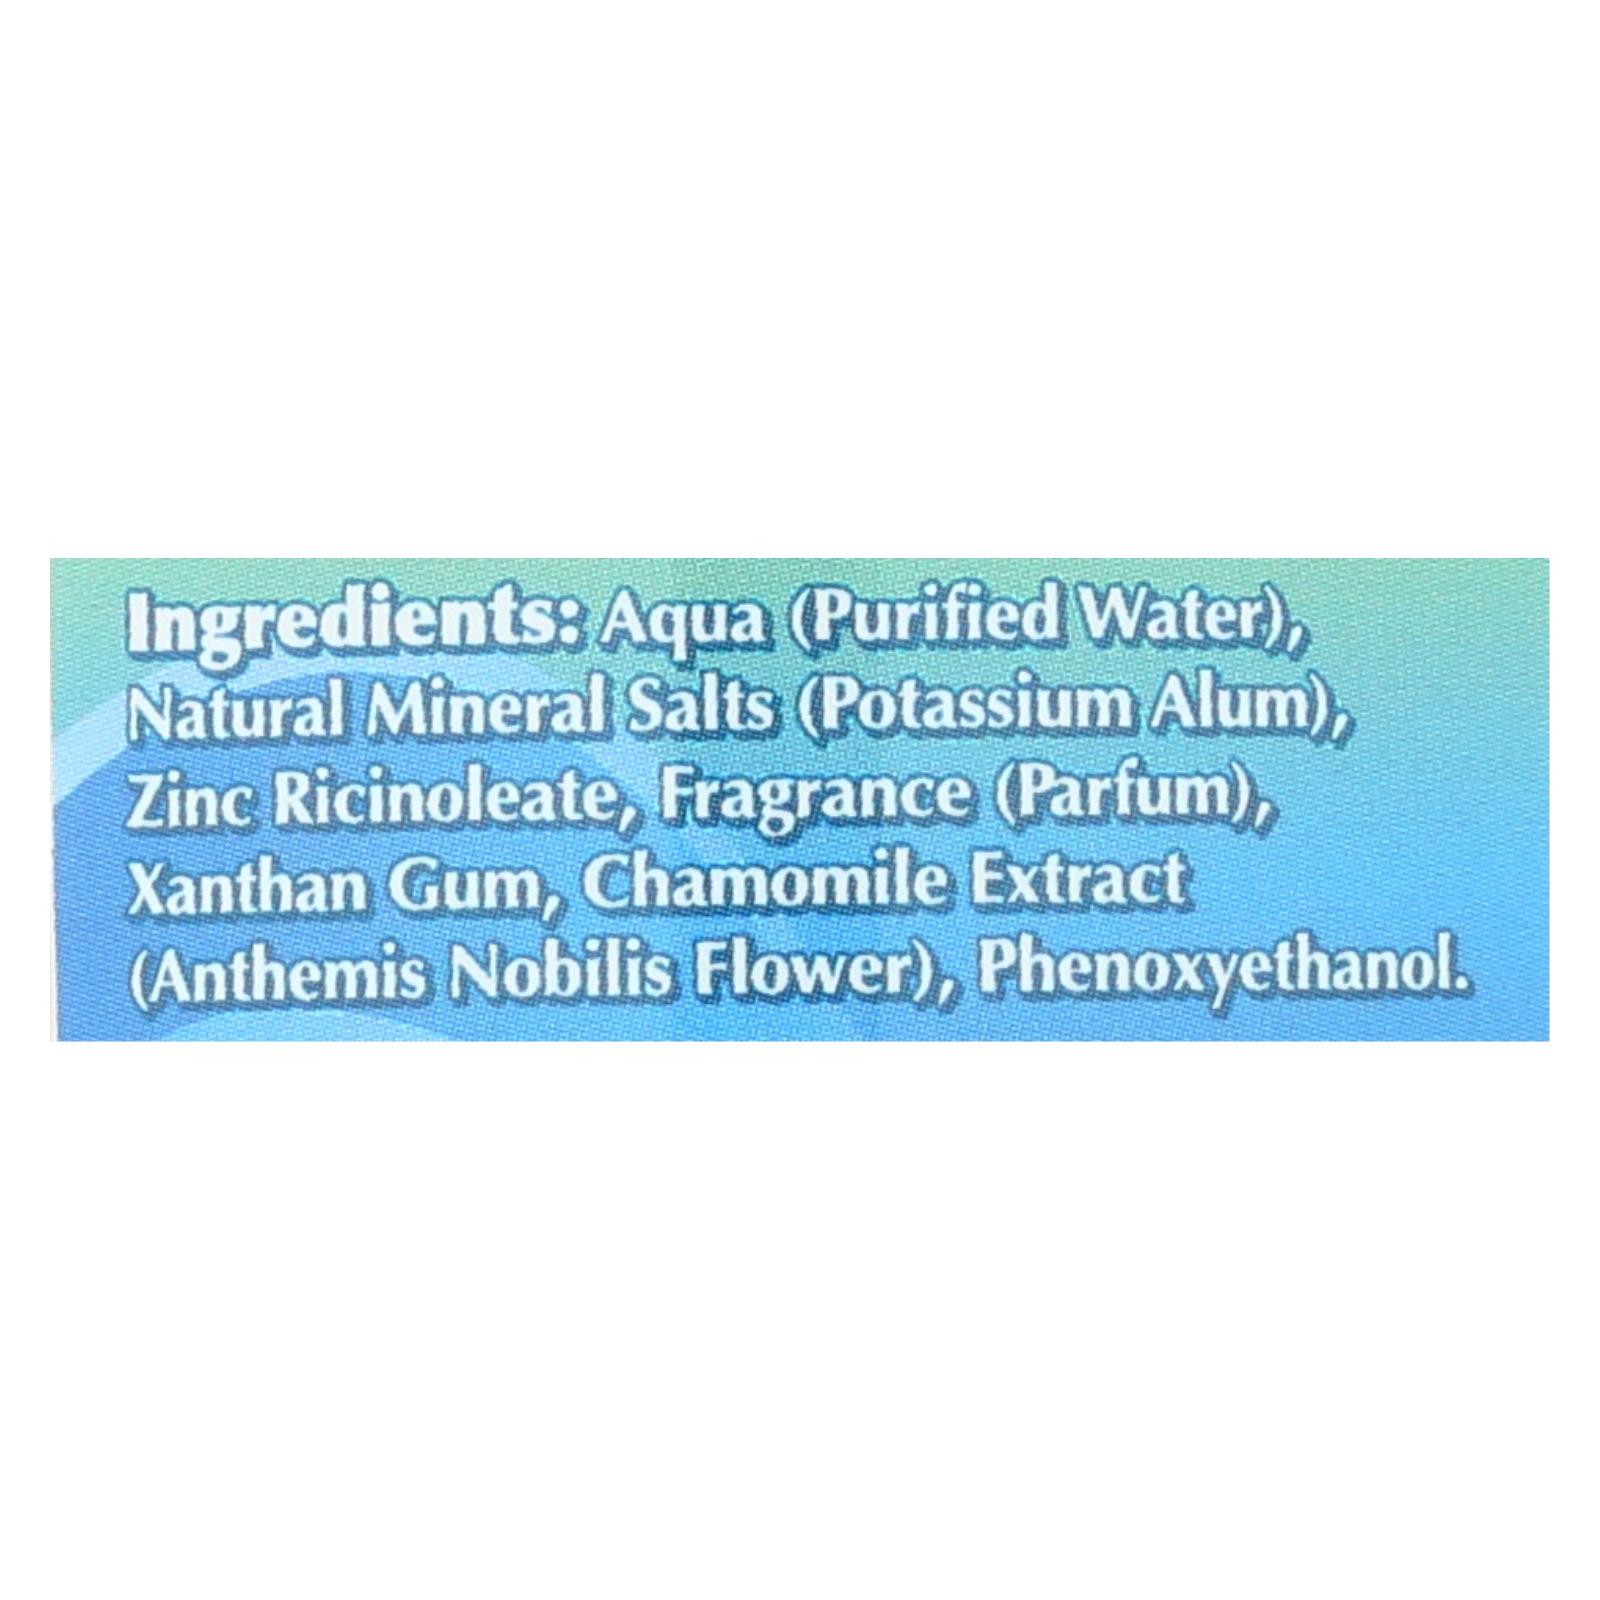 Ingredients: Aqua (Purified Water),
Natural Mineral Salts (Potassium Alum),
Zinc Ricinoleate, Fragrance (Parfum),
Xanthan Gum, Chamomile Extract
(Anthemis Nobilis Flower), Phenoxyethanol.